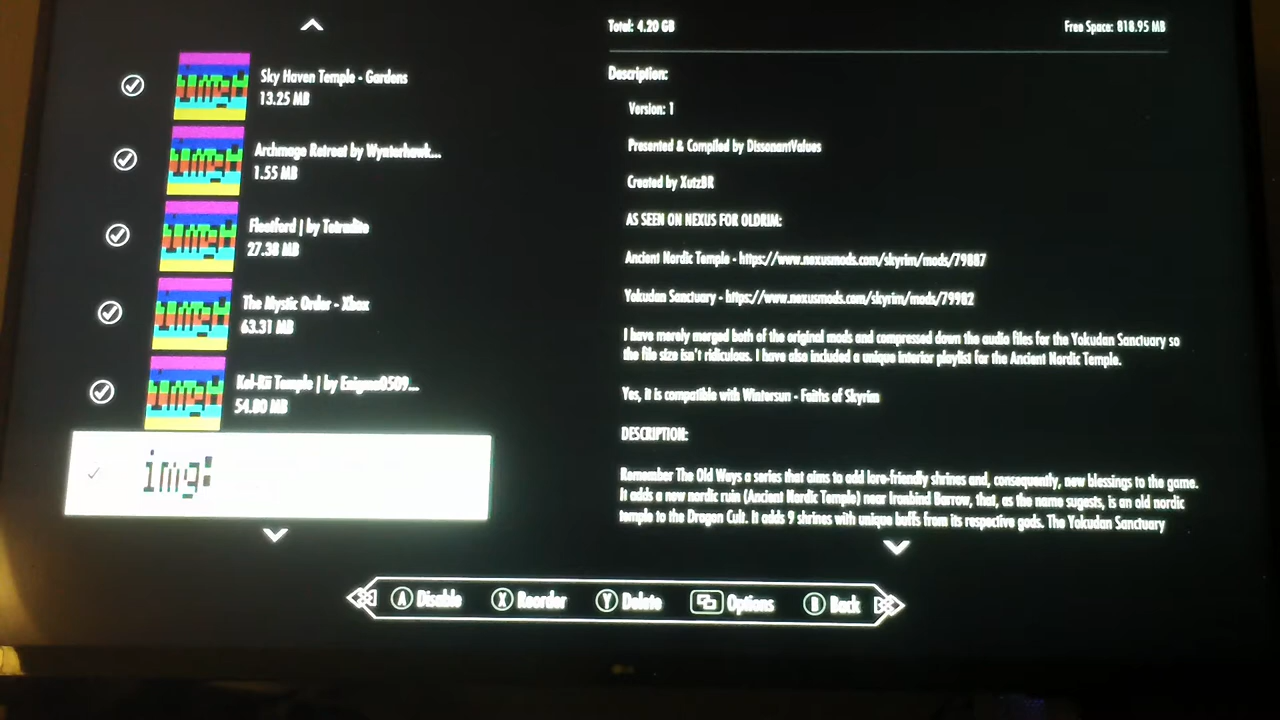 Total: 4.20 GB
Free Space: 818.95 MB
Sky Haven Temple - Gardens
13.25 MB
Archmage Retreat by Wynterhawk...
1.55 MB
Fleetford | by Tetradite
27.38 MB
The Mystic Order - Xbox
63.31 MB
Kel-Rii Temple | by Enigma0509...
54.80 MB
img:
Description:
Version: 1
Presented & Compiled by DissonantValues
Created by XutzBR
AS SEEN ON NEXUS FOR OLDRIM:
Ancient Nordic Temple - https://www.nexusmods.com/skyrim/mods/79887
Yokudan Sanctuary - https://www.nexusmods.com/skyrim/mods/79982
I have merely merged both of the original mods and compressed down the audio files for the Yokudan Sanctuary so
the file size isn't ridiculous. I have also included a unique interior playlist for the Ancient Nordic Temple.
Yes, it is compatible with Wintersun - Faiths of Skyrim
DESCRIPTION:
Remember The Old Ways a series that aims to add lore-friendly shrines and, consequently, new blessings to the game.
It adds a new nordic ruin (Ancient Nordic Temple) near Ironbind Barrow, that, as the name sugests, is an old nordic
temple to the Dragon Cult. It adds 9 shrines with unique buffs from its respective gods. The Yokudan Sanctuary
A Disable X Reorder Y Delete Options B Back